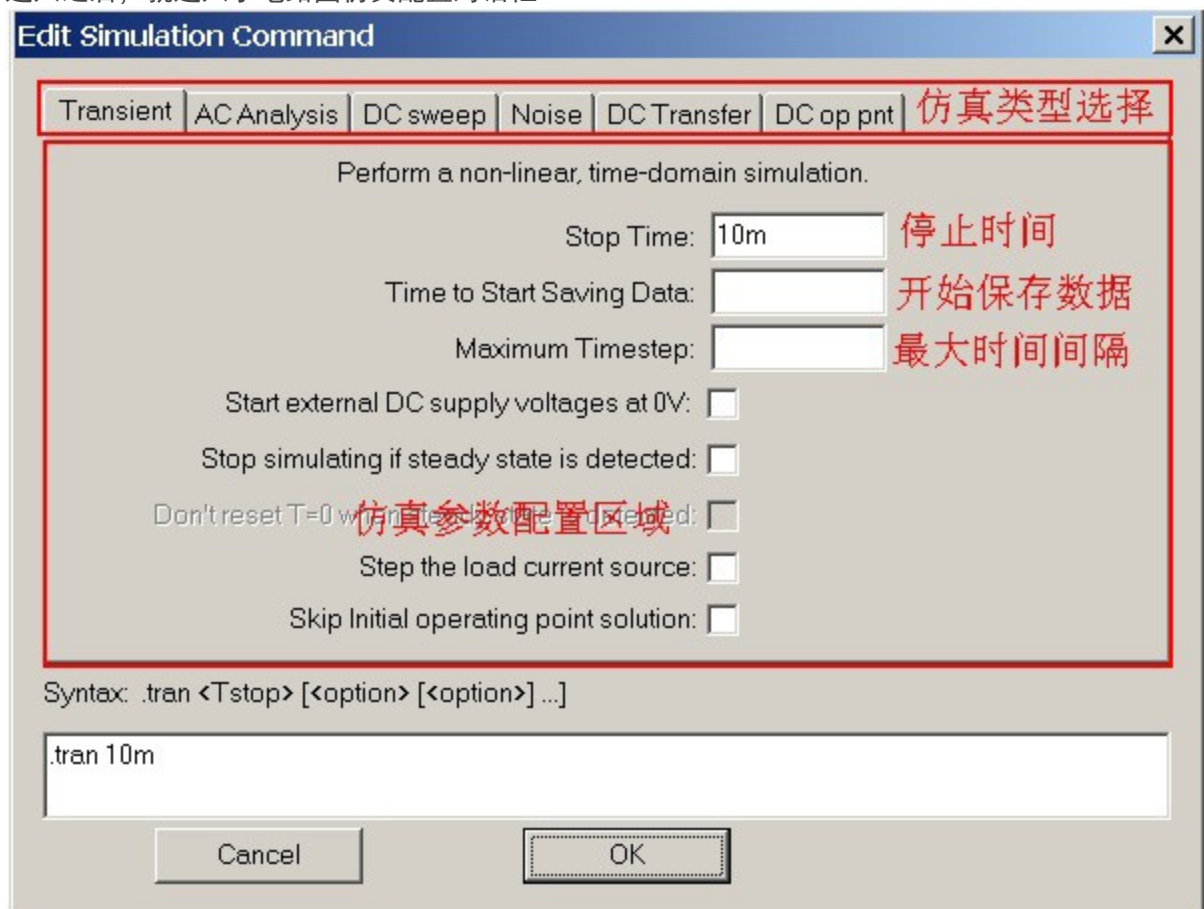 Edit Simulation Command
Transient AC Analysis DC sweep Noise DC Transfer DC op pnt 仿真类型选择
Perform a non-linear, time-domain simulation.
Stop Time: 10m 停止时间
Time to Start Saving Data: 开始保存数据
Maximum Timestep: 最大时间间隔
Start external DC supply voltages at 0V:
Stop simulating if steady state is detected:
Don't reset T=0 detected: 仿真参数配置区域
Step the load current source:
Skip Initial operating point solution:
Syntax: .tran <Tstop> [<option> [<option>] ...]
.tran 10m
Cancel OK